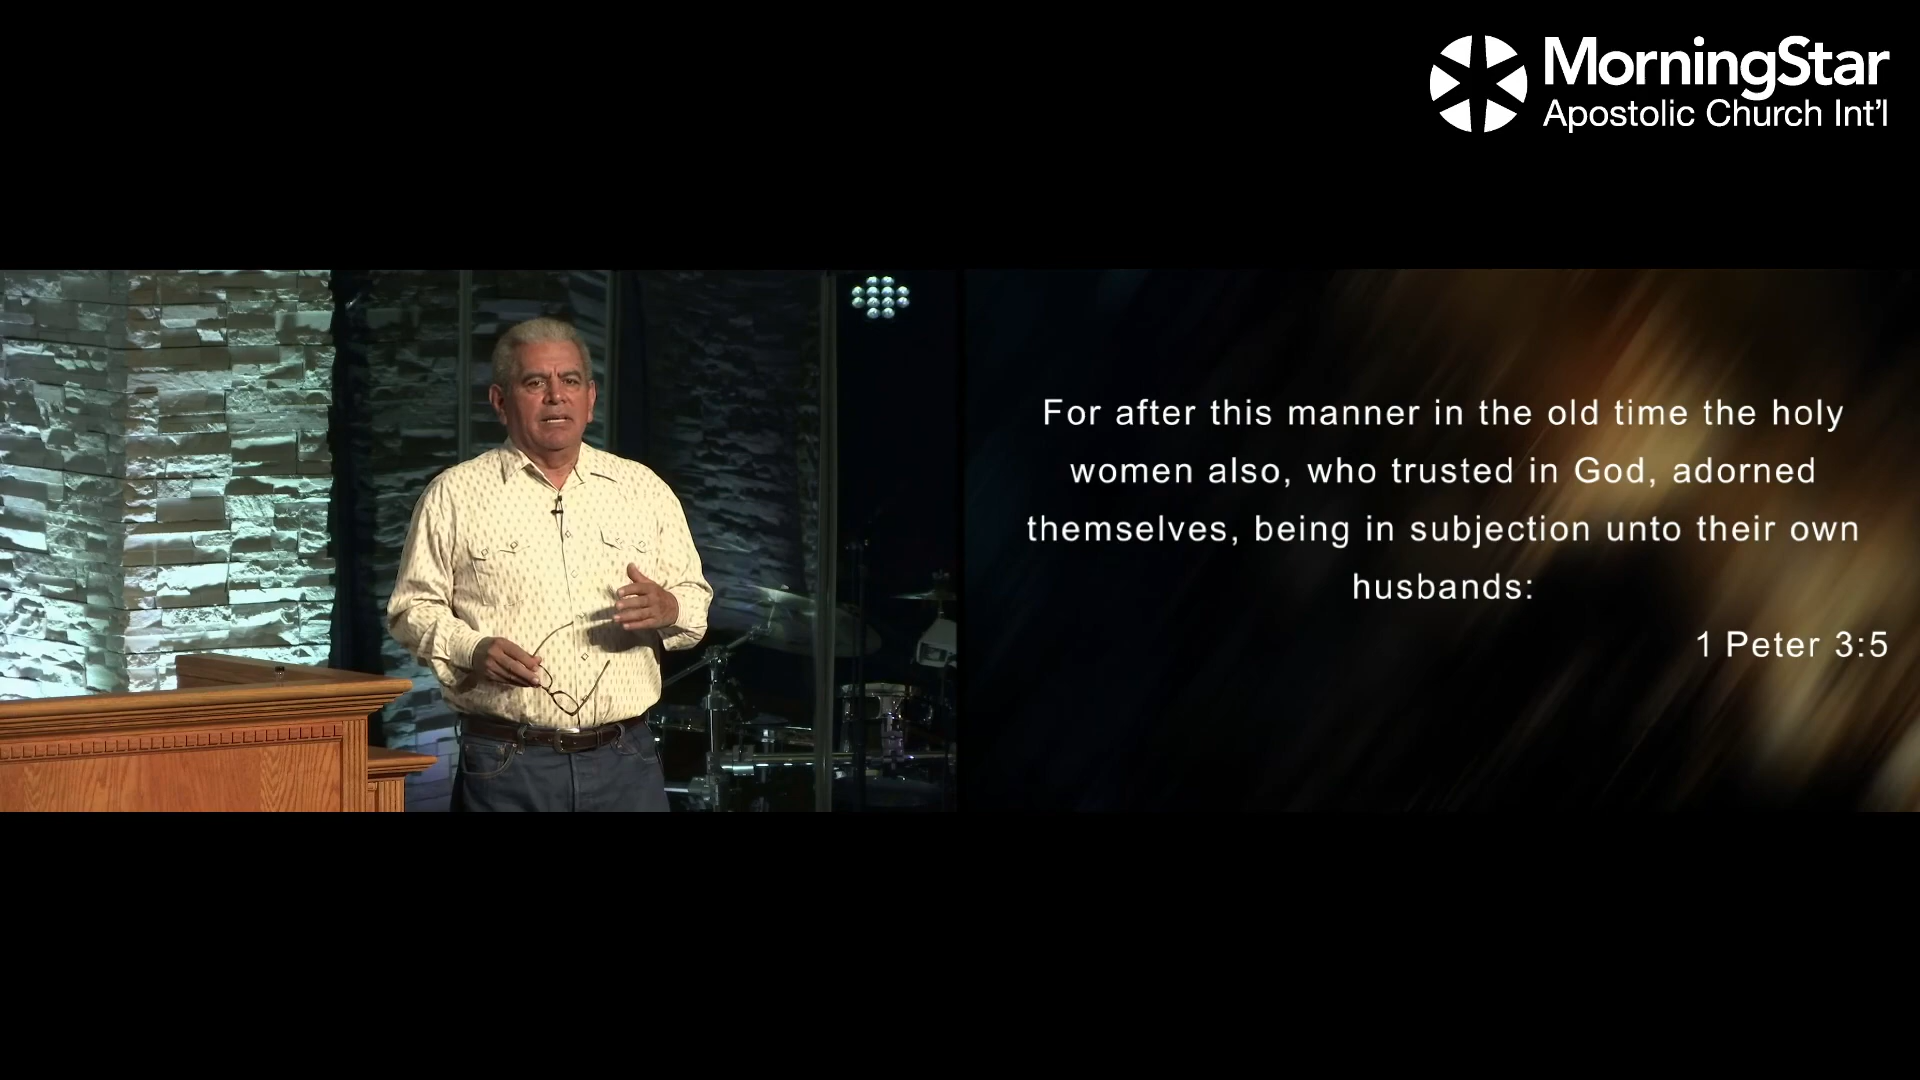 MorningStar
Apostolic Church Int'l
For after this manner in the old time the holy
women also, who trusted in God, adorned
themselves, being in subjection unto their own
husbands:
1 Peter 3:5